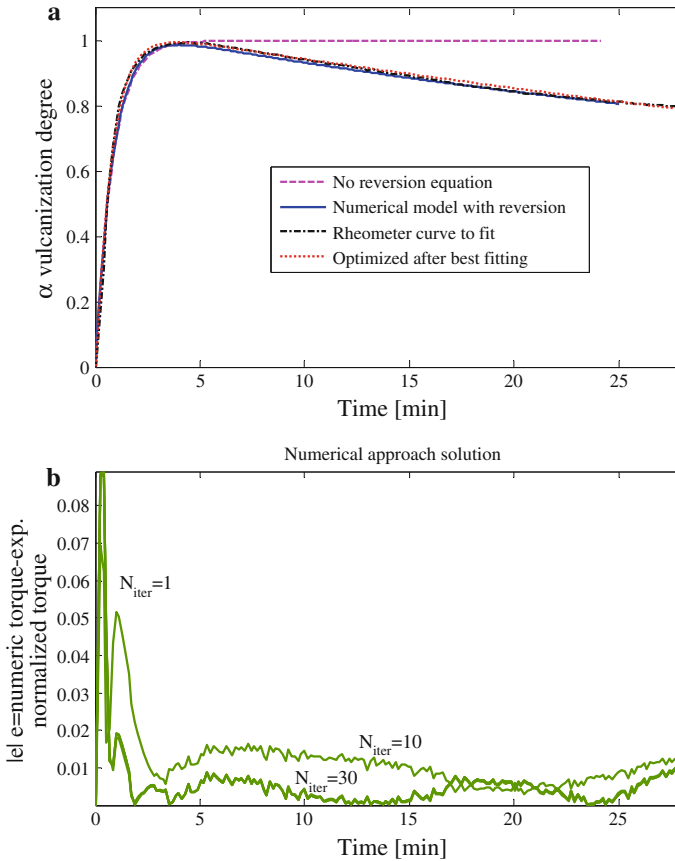 a
1
0.8
0.6
0.4
0.2
0
α vulcanization degree
No reversion equation
Numerical model with reversion
Rheometer curve to fit
Optimized after best fitting
0 5 10 15 20 25
Time [min]
Numerical approach solution
b
0.08
0.07
0.06
0.05
0.04
0.03
0.02
0.01
|e| e=numeric torque-exp.
normalized torque
N_iter=1
N_iter=10
N_iter=30
0 5 10 15 20 25
Time [min]